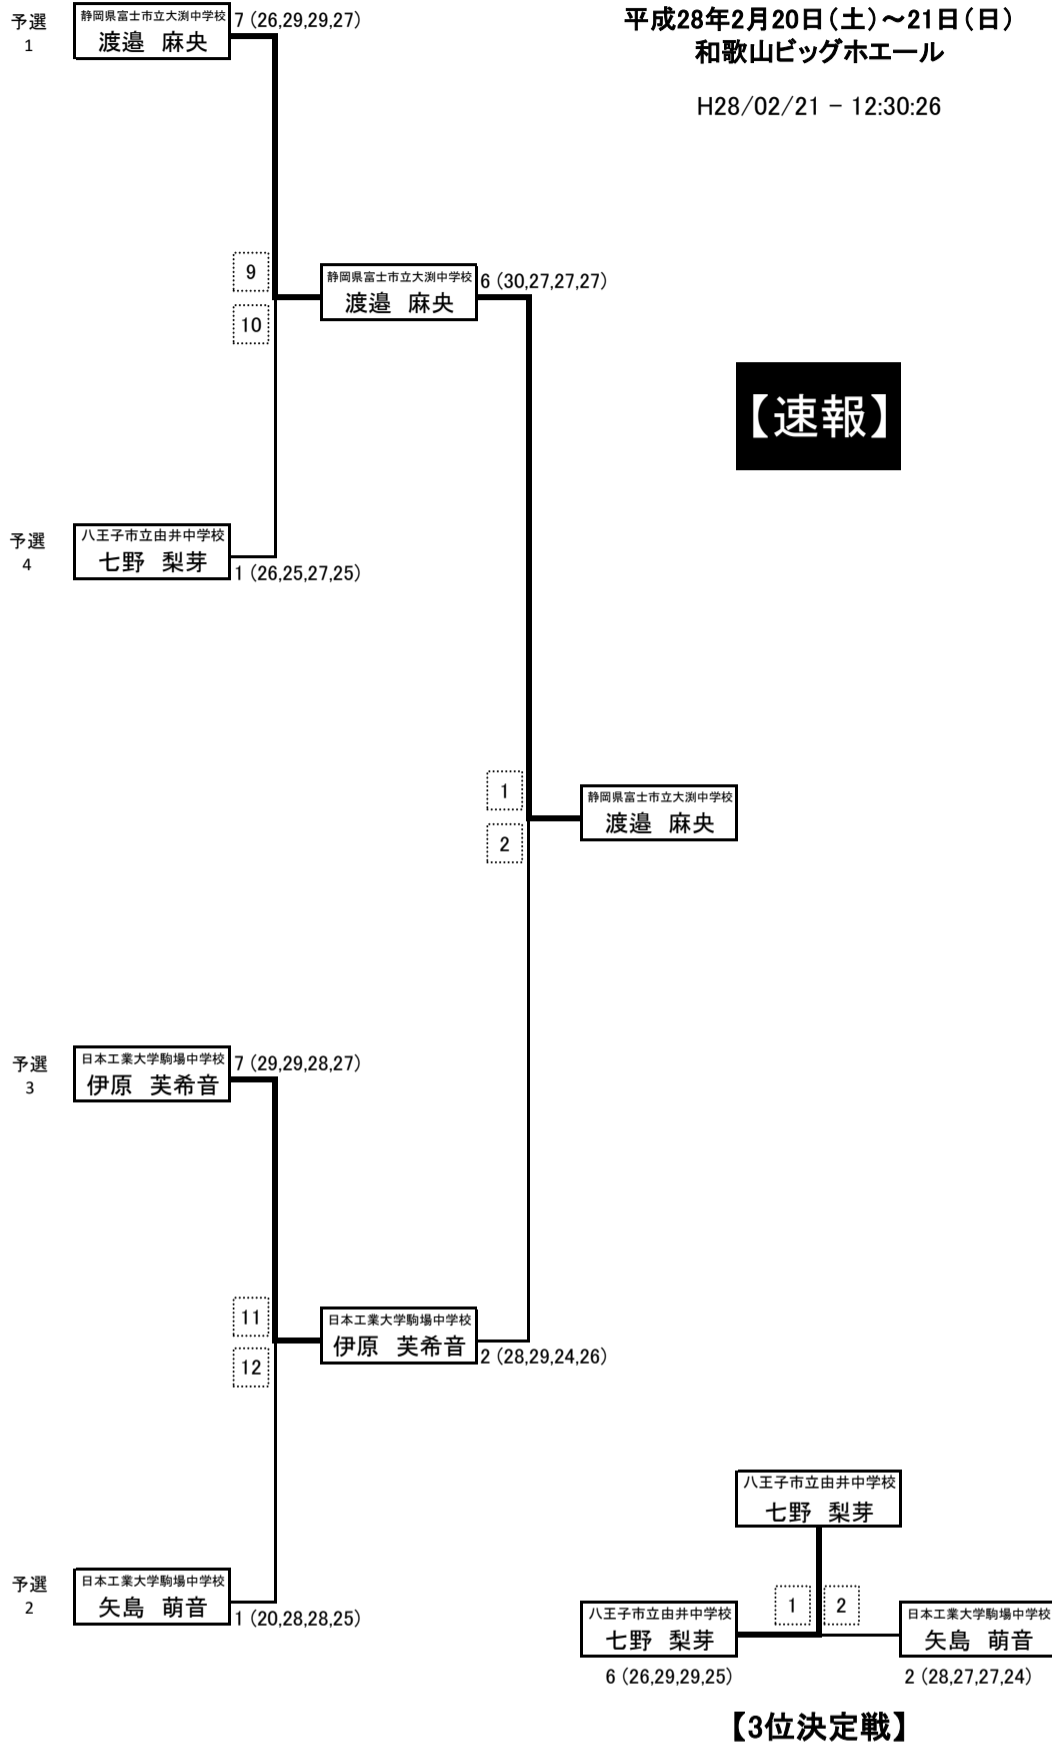 平成28年2月20日(土)～21日(日)
和歌山ビッグホエール
H28/02/21 - 12:30:26
【速報】
予選
1
静岡県富士市立大渕中学校
渡邉 麻央
7 (26,29,29,27)
9
10
静岡県富士市立大渕中学校
渡邉 麻央
6 (30,27,27,27)
予選
4
八王子市立由井中学校
七野 梨芽
1 (26,25,27,25)
1
2
静岡県富士市立大渕中学校
渡邉 麻央
予選
3
日本工業大学駒場中学校
伊原 芙希音
7 (29,29,28,27)
11
12
日本工業大学駒場中学校
伊原 芙希音
2 (28,29,24,26)
予選
2
日本工業大学駒場中学校
矢島 萌音
1 (20,28,28,25)
八王子市立由井中学校
七野 梨芽
1
2
八王子市立由井中学校
七野 梨芽
6 (26,29,29,25)
日本工業大学駒場中学校
矢島 萌音
2 (28,27,27,24)
【3位決定戦】